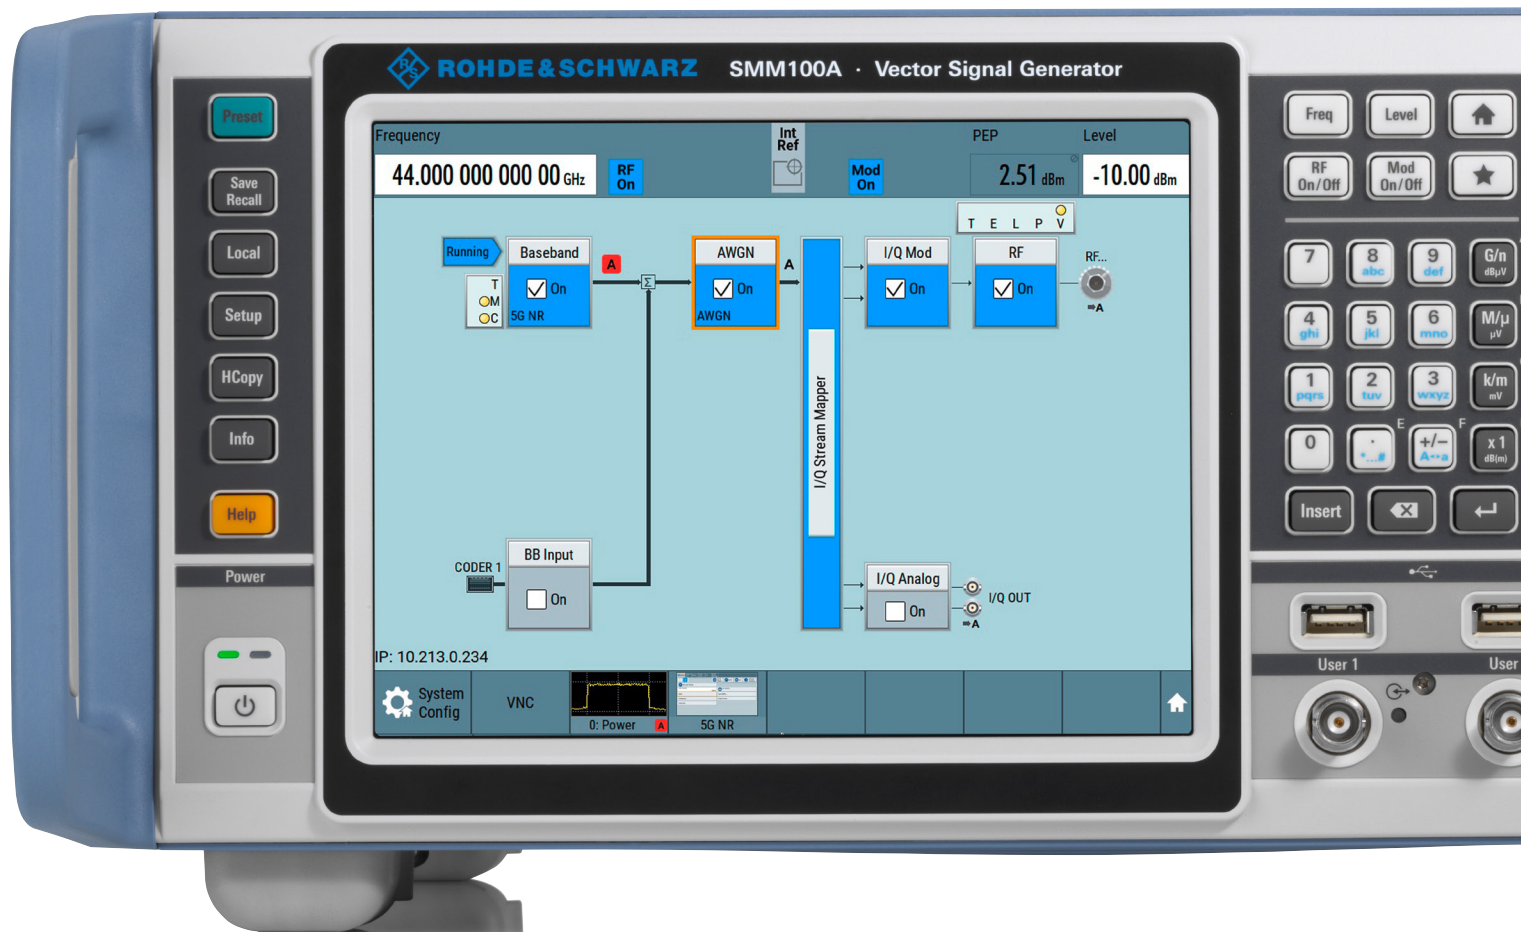 ROHDE & SCHWARZ SMM100A · Vector Signal Generator
R S
Preset
Save
Recall
Local
Setup
HCopy
Info
Help
Power
Frequency
Int
Ref
PEP
Level
44.000 000 000 00 GHz
RF
On
Mod
On
2.51 dBm
-10.00 dBm
T E L P V
Running
Baseband
A
AWGN
A
I/Q Mod
RF
RF...
T
M
C
On
5G NR
Σ
On
AWGN
On
On
⇒A
I/Q Stream Mapper
BB Input
CODER 1
On
I/Q Analog
On
I/Q OUT
⇒A
IP: 10.213.0.234
System
Config
VNC
0: Power A
5G NR
Freq
Level
RF
On/Off
Mod
On/Off
7
8
abc
9
def
G/n
dBµV
4
ghi
5
jkl
6
mno
M/µ
µV
1
pqrs
2
tuv
3
wxyz
k/m
mV
E
F
0
.
*...#
+/−
A↔a
x 1
dB(m)
Insert
User 1
User